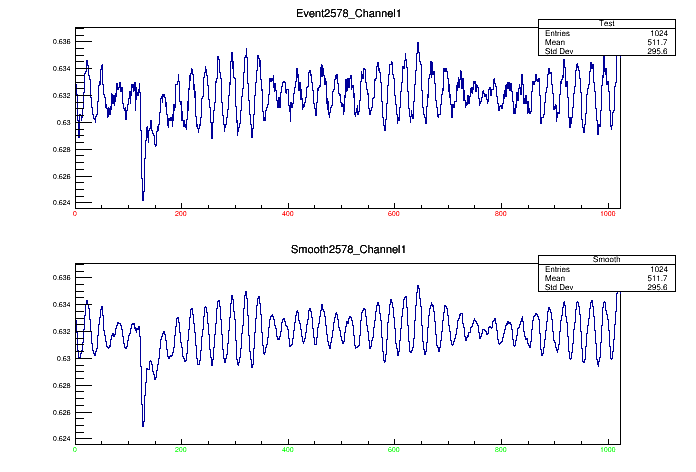 Event2578_Channel1
Test
Entries 1024
Mean 511.7
Std Dev 295.6
0.636
0.634
0.632
0.63
0.628
0.626
0.624
0 200 400 600 800 1000
Smooth2578_Channel1
Smooth
Entries 1024
Mean 511.7
Std Dev 295.6
0.636
0.634
0.632
0.63
0.628
0.626
0.624
0 200 400 600 800 1000